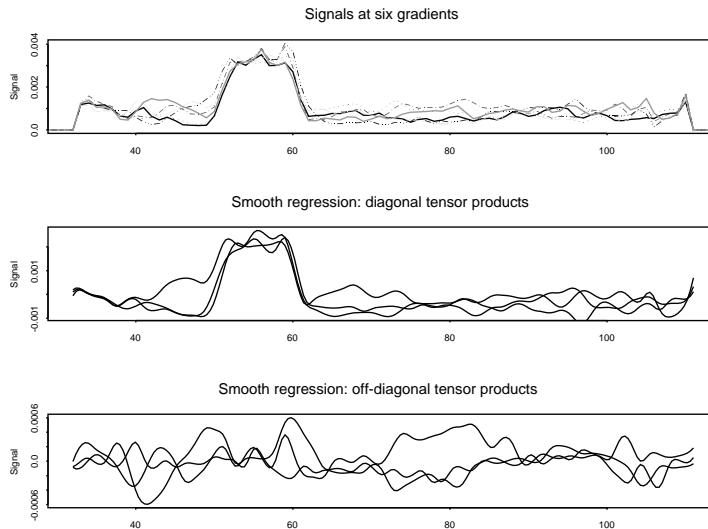 Signals at six gradients
Signal
0.004
0.002
0.0
40 60 80 100
Smooth regression: diagonal tensor products
Signal
0.001
-0.001
40 60 80 100
Smooth regression: off-diagonal tensor products
Signal
0.0006
0.0
-0.0006
40 60 80 100